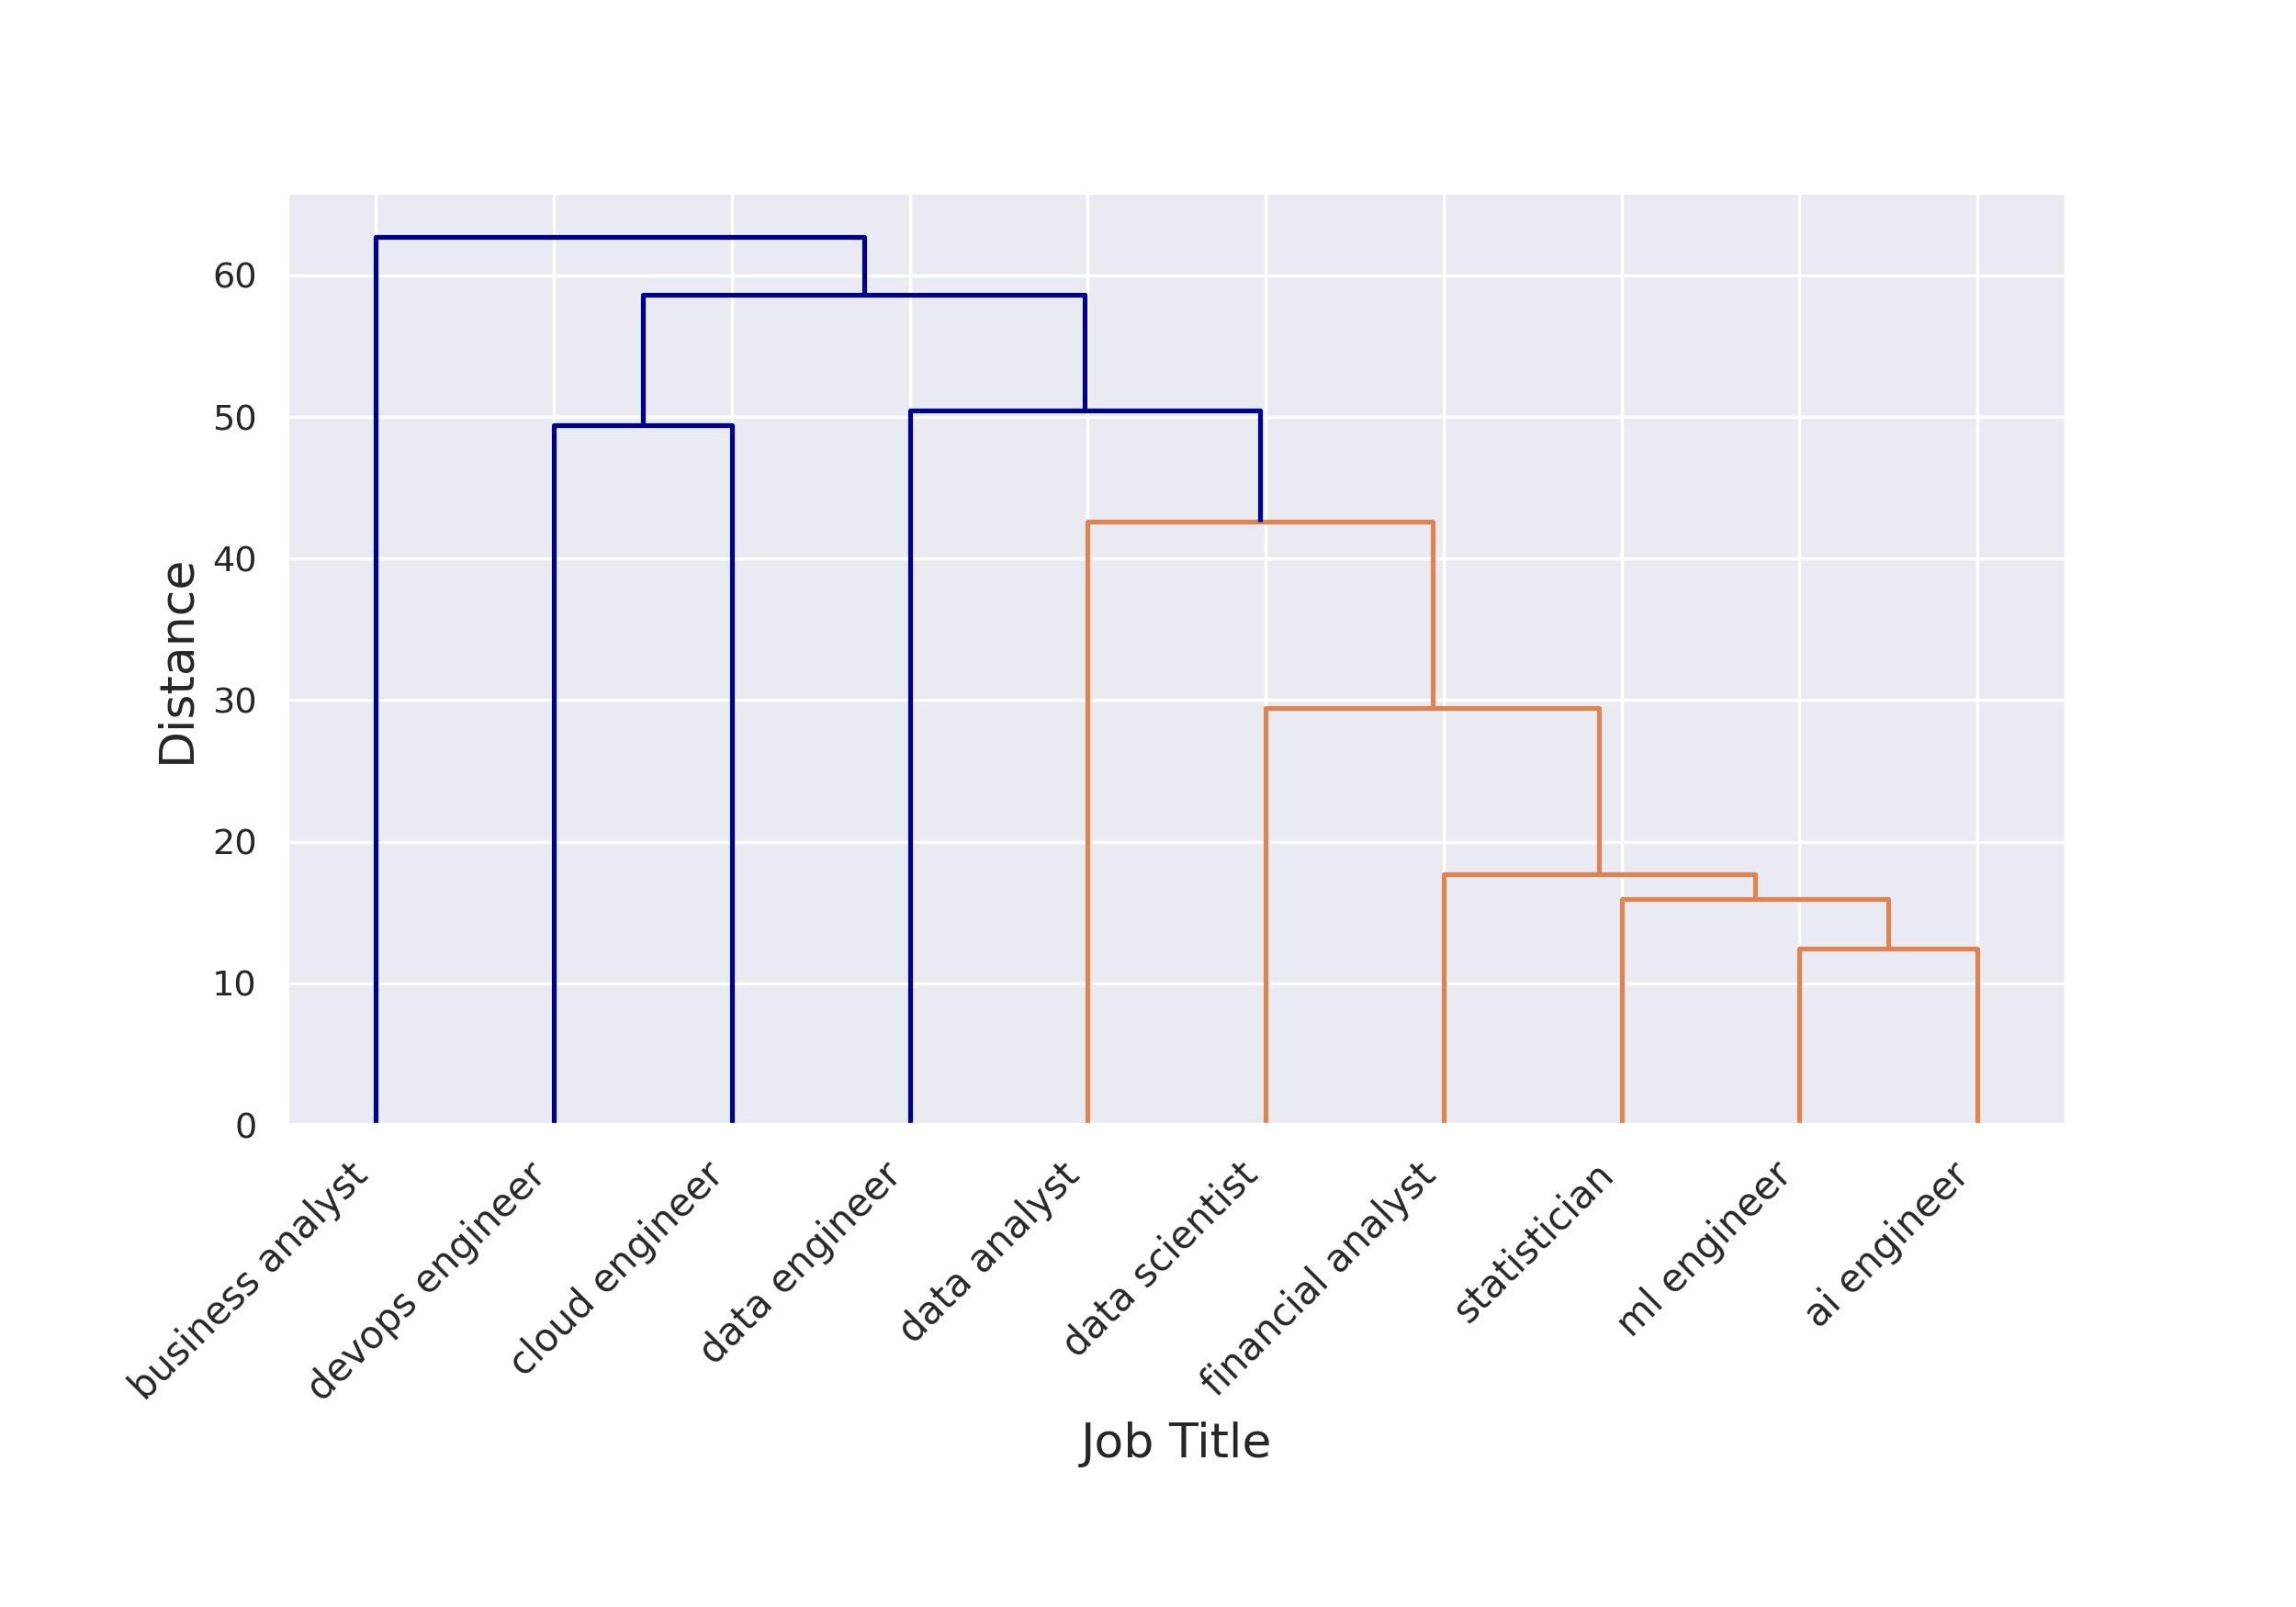 60
50
40
30
20
10
0
Distance
business analyst
devops engineer
cloud engineer
data engineer
data analyst
data scientist
financial analyst
statistician
ml engineer
ai engineer
Job Title